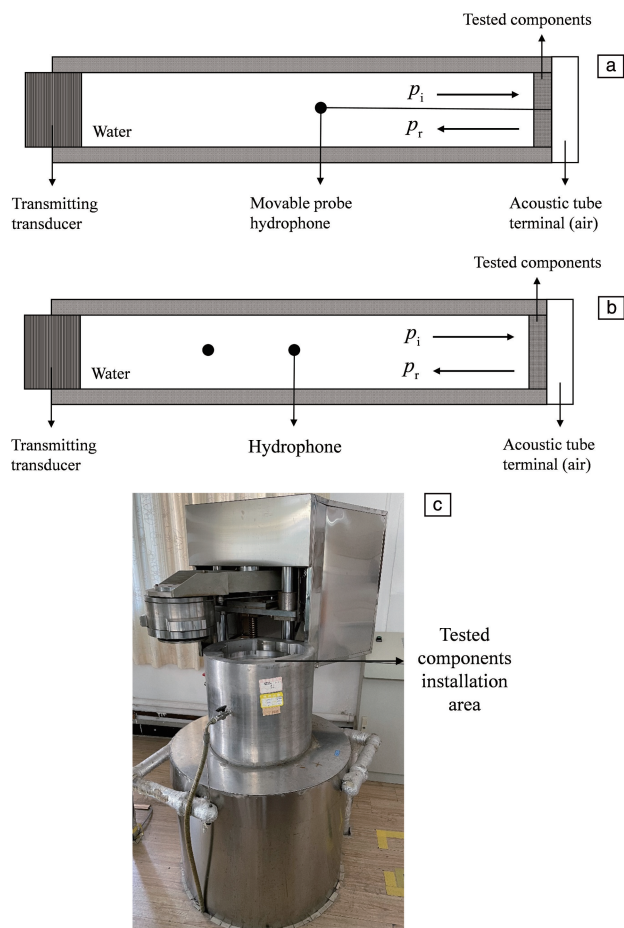 Tested components
a
p_i
p_r
Water
Transmitting
transducer
Movable probe
hydrophone
Acoustic tube
terminal (air)
Tested components
b
p_i
p_r
Water
Transmitting
transducer
Hydrophone
Acoustic tube
terminal (air)
c
Tested
components
installation
area